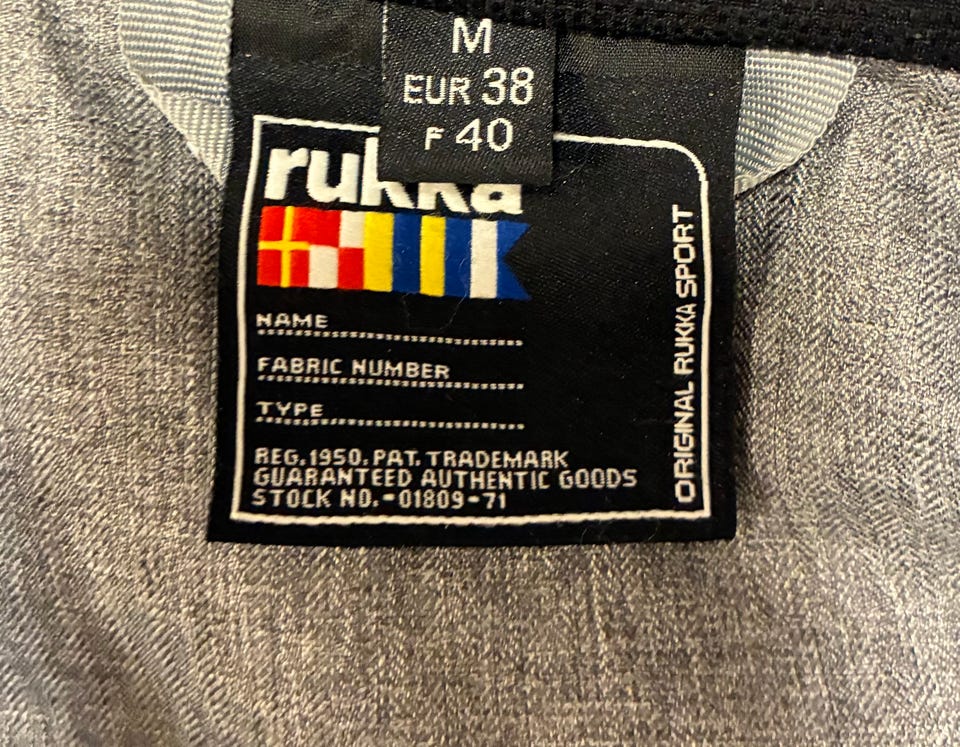 M
EUR 38
F 40
rukka
NAME
FABRIC NUMBER
TYPE
REG.1950. PAT. TRADEMARK
GUARANTEED AUTHENTIC GOODS
STOCK NO.-01809-71
ORIGINAL RUKKA SPORT